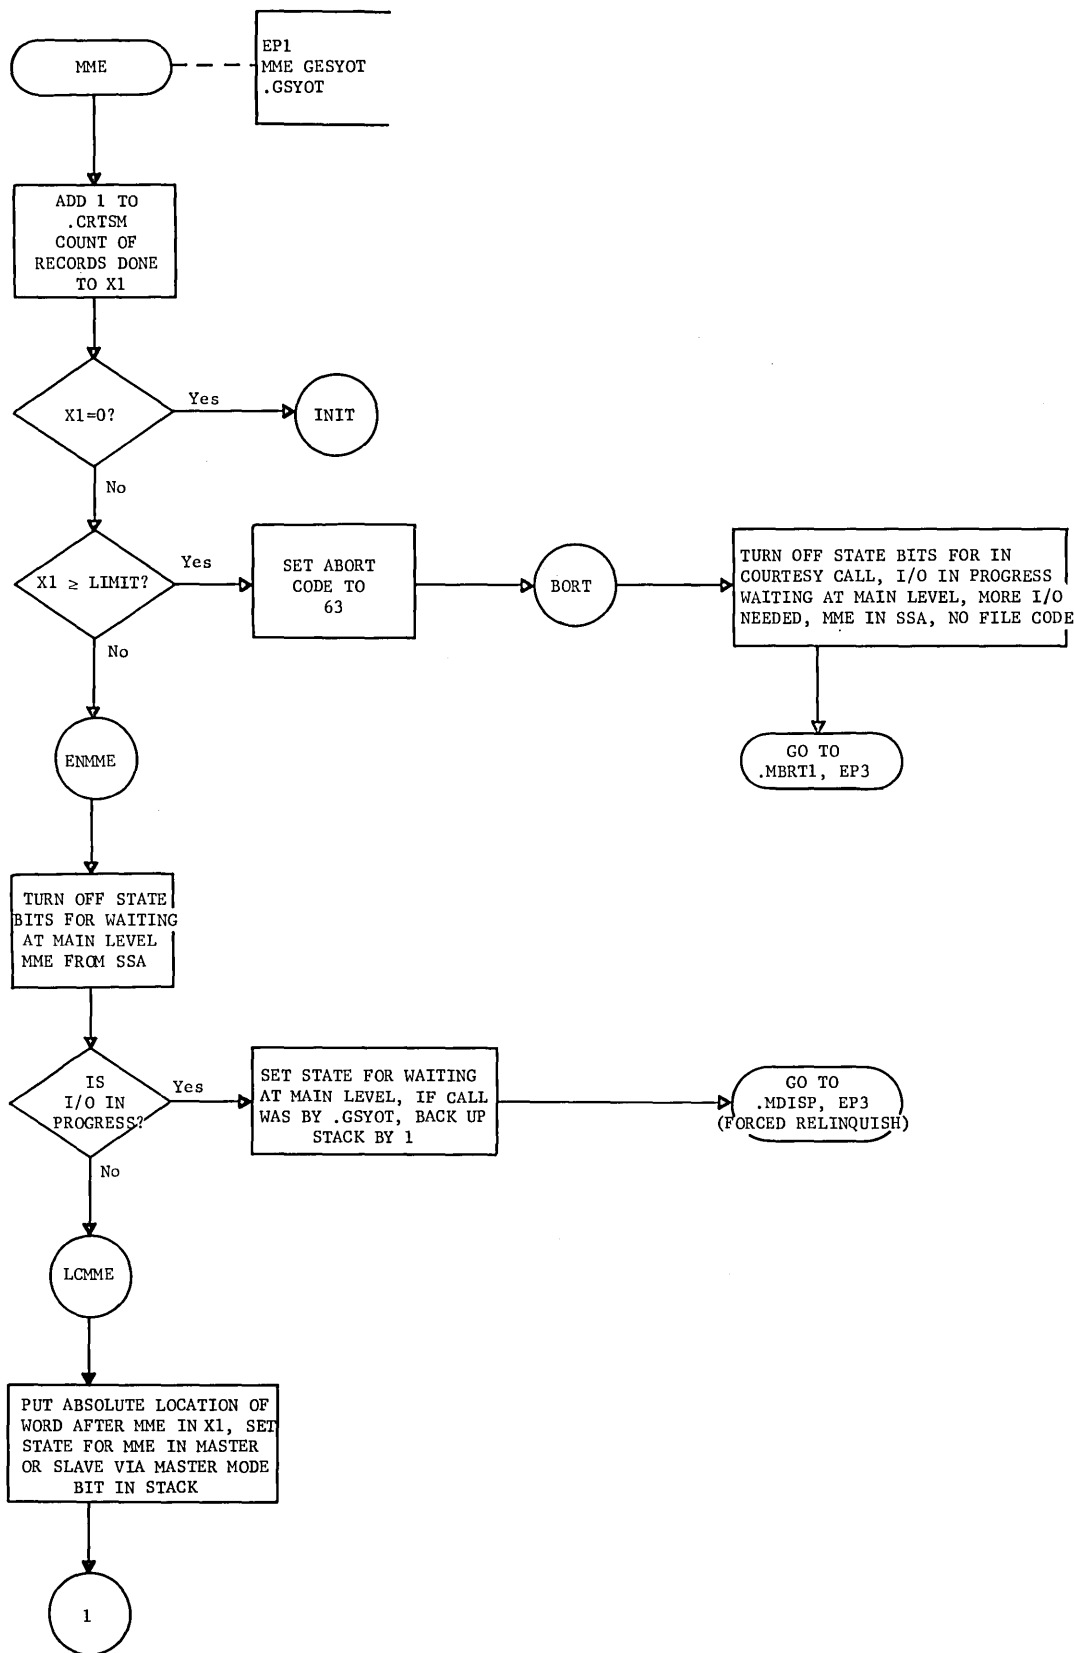 MME
EP1
MME GESYOT
.GSYOT
ADD 1 TO
.CRTSM
COUNT OF
RECORDS DONE
TO X1
X1=0?
Yes
INIT
No
X1 ≥ LIMIT?
Yes
SET ABORT
CODE TO
63
BORT
TURN OFF STATE BITS FOR IN
COURTESY CALL, I/O IN PROGRESS
WAITING AT MAIN LEVEL, MORE I/O
NEEDED, MME IN SSA, NO FILE CODE
No
GO TO
.MBRT1, EP3
ENMME
TURN OFF STATE
BITS FOR WAITING
AT MAIN LEVEL
MME FROM SSA
IS
I/O IN
PROGRESS?
Yes
SET STATE FOR WAITING
AT MAIN LEVEL, IF CALL
WAS BY .GSYOT, BACK UP
STACK BY 1
GO TO
.MDISP, EP3
(FORCED RELINQUISH)
No
LCMME
PUT ABSOLUTE LOCATION OF
WORD AFTER MME IN X1, SET
STATE FOR MME IN MASTER
OR SLAVE VIA MASTER MODE
BIT IN STACK
1